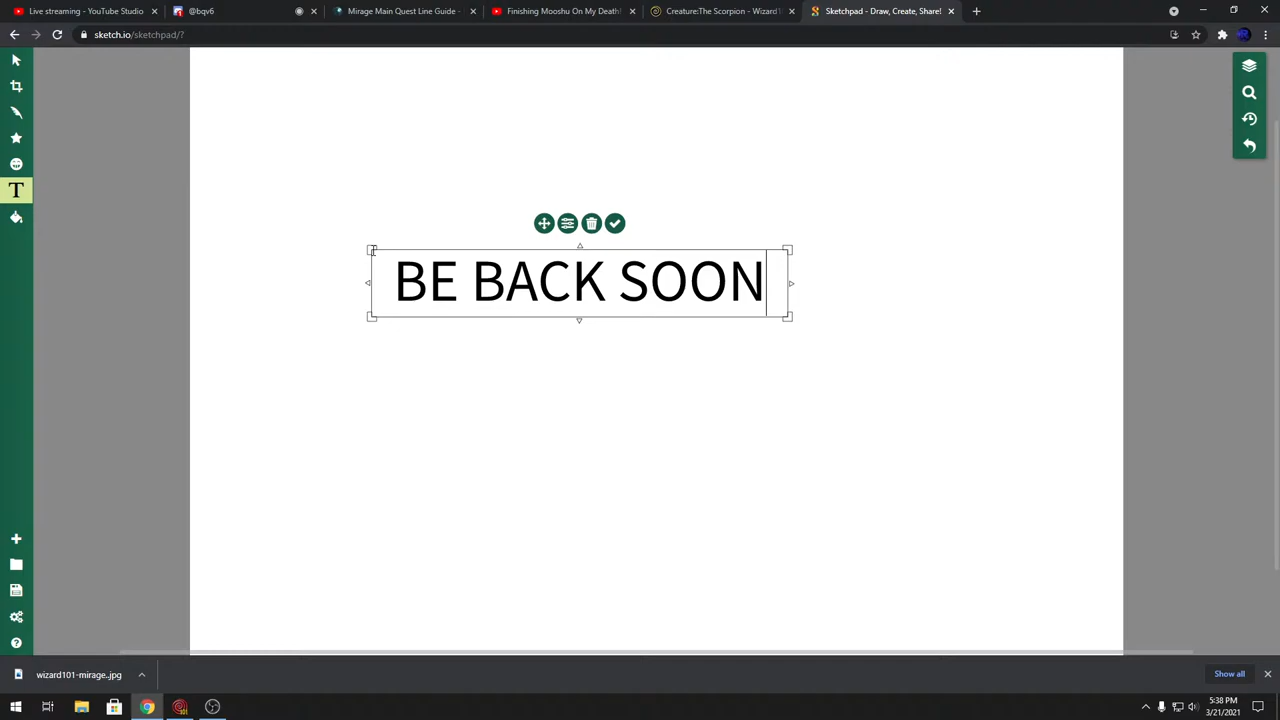 Live streaming - YouTube Studio
@bqv6
Mirage Main Quest Line Guide -
Finishing Mooshu On My Death!
Creature:The Scorpion - Wizard
Sketchpad - Draw, Create, Share!
sketch.io/sketchpad/?
T
BE BACK SOON
wizard101-mirage.jpg
Show all
5:38 PM
3/21/2021